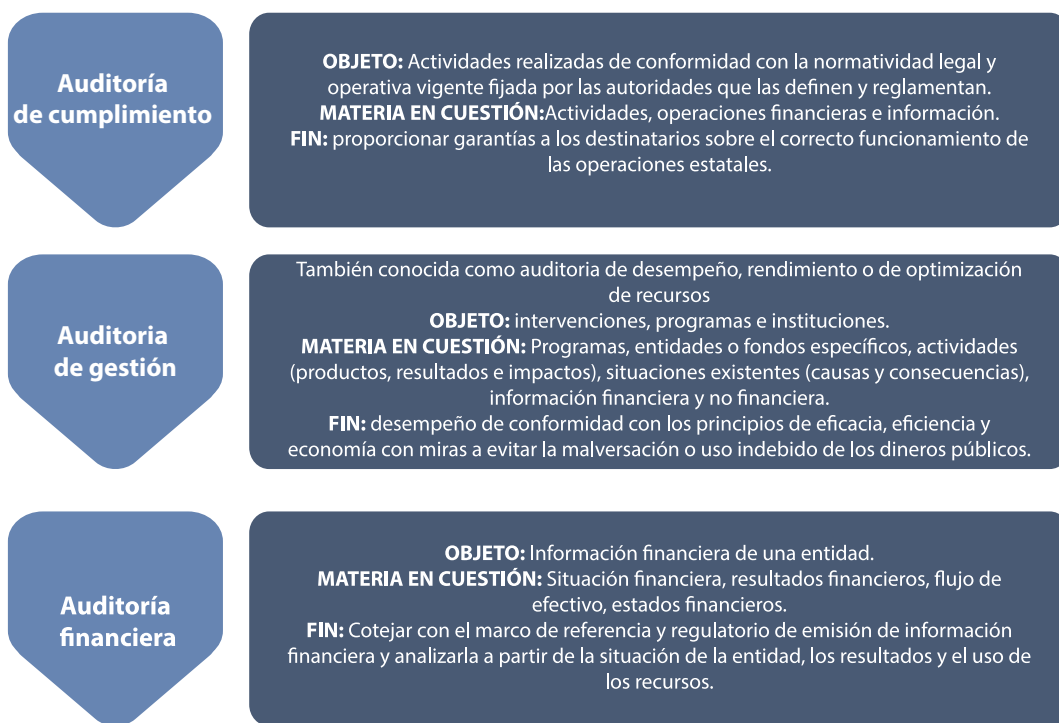 Auditoría
de cumplimiento
OBJETO: Actividades realizadas de conformidad con la normatividad legal y
operativa vigente fijada por las autoridades que las definen y reglamentan.
MATERIA EN CUESTIÓN:Actividades, operaciones financieras e información.
FIN: proporcionar garantías a los destinatarios sobre el correcto funcionamiento de
las operaciones estatales.
Auditoria
de gestión
También conocida como auditoria de desempeño, rendimiento o de optimización
de recursos
OBJETO: intervenciones, programas e instituciones.
MATERIA EN CUESTIÓN: Programas, entidades o fondos específicos, actividades
(productos, resultados e impactos), situaciones existentes (causas y consecuencias),
información financiera y no financiera.
FIN: desempeño de conformidad con los principios de eficacia, eficiencia y
economía con miras a evitar la malversación o uso indebido de los dineros públicos.
Auditoría
financiera
OBJETO: Información financiera de una entidad.
MATERIA EN CUESTIÓN: Situación financiera, resultados financieros, flujo de
efectivo, estados financieros.
FIN: Cotejar con el marco de referencia y regulatorio de emisión de información
financiera y analizarla a partir de la situación de la entidad, los resultados y el uso de
los recursos.